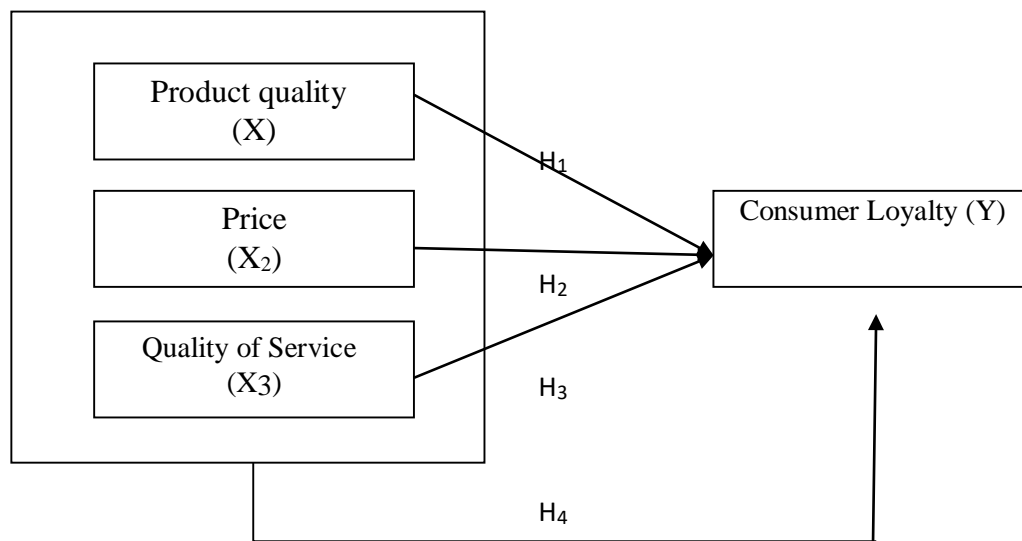 Product quality
(X)
H₁
Price
(X₂)
Consumer Loyalty (Y)
H₂
Quality of Service
(X3)
H₃
H₄